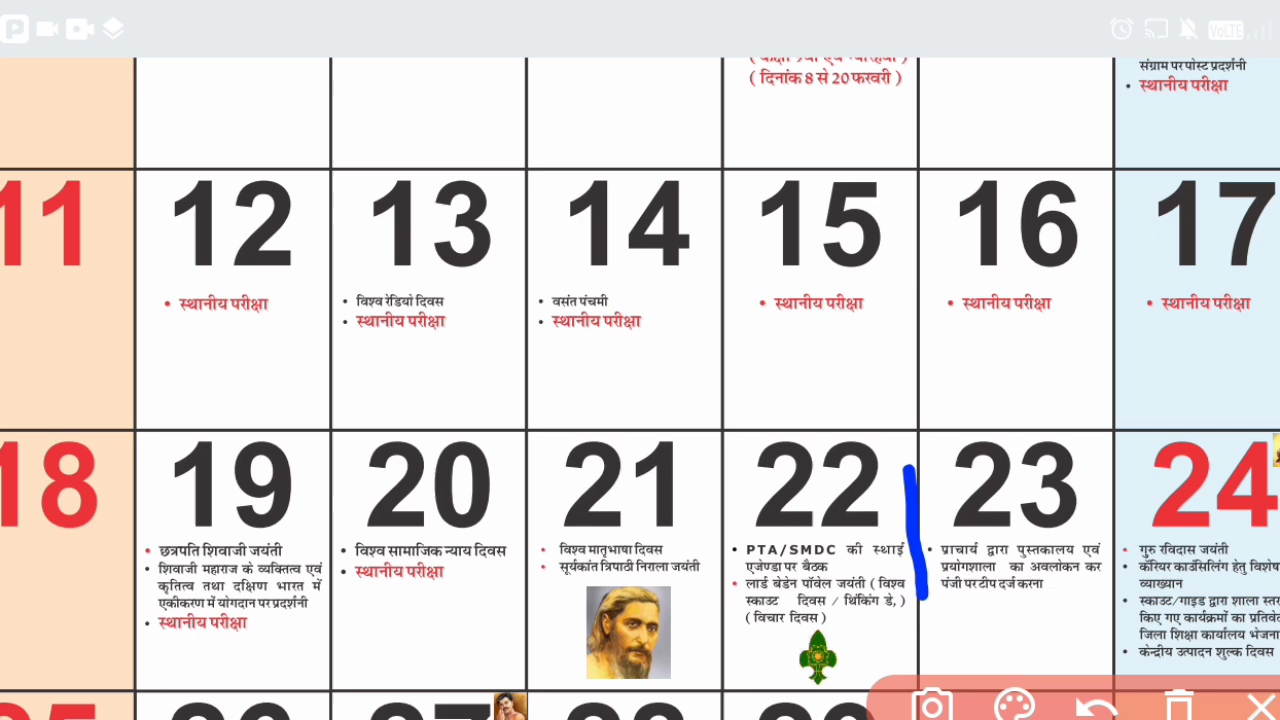 ( दिनांक 8 से 20 फरवरी )
संग्राम पर पोस्ट प्रदर्शनी
• स्थानीय परीक्षा
11 12 13 14 15 16 17
• स्थानीय परीक्षा
• विश्व रेडियो दिवस
• स्थानीय परीक्षा
• वसंत पंचमी
• स्थानीय परीक्षा
• स्थानीय परीक्षा
• स्थानीय परीक्षा
• स्थानीय परीक्षा
18 19 20 21 22 23 24
• छत्रपति शिवाजी जयंती
• शिवाजी महाराज के व्यक्तित्व एवं
कृतित्व तथा दक्षिण भारत में
एकीकरण में योगदान पर प्रदर्शनी
• स्थानीय परीक्षा
• विश्व सामाजिक न्याय दिवस
• स्थानीय परीक्षा
• विश्व मातृभाषा दिवस
• सूर्यकांत त्रिपाठी निराला जयंती
• PTA/SMDC की स्थाई
एजेण्डा पर बैठक
• लार्ड बेडेन पॉवेल जयंती ( विश्व
स्काउट दिवस / थिंकिंग डे, )
( विचार दिवस )
• प्राचार्य द्वारा पुस्तकालय एवं
प्रयोगशाला का अवलोकन कर
पंजी पर टीप दर्ज करना
• गुरु रविदास जयंती
• कॅरियर काउंसिलिंग हेतु विशेष
व्याख्यान
• स्काउट/गाइड द्वारा शाला स्तर
किए गए कार्यक्रमों का प्रतिवे
जिला शिक्षा कार्यालय भेजना
• केन्द्रीय उत्पादन शुल्क दिवस